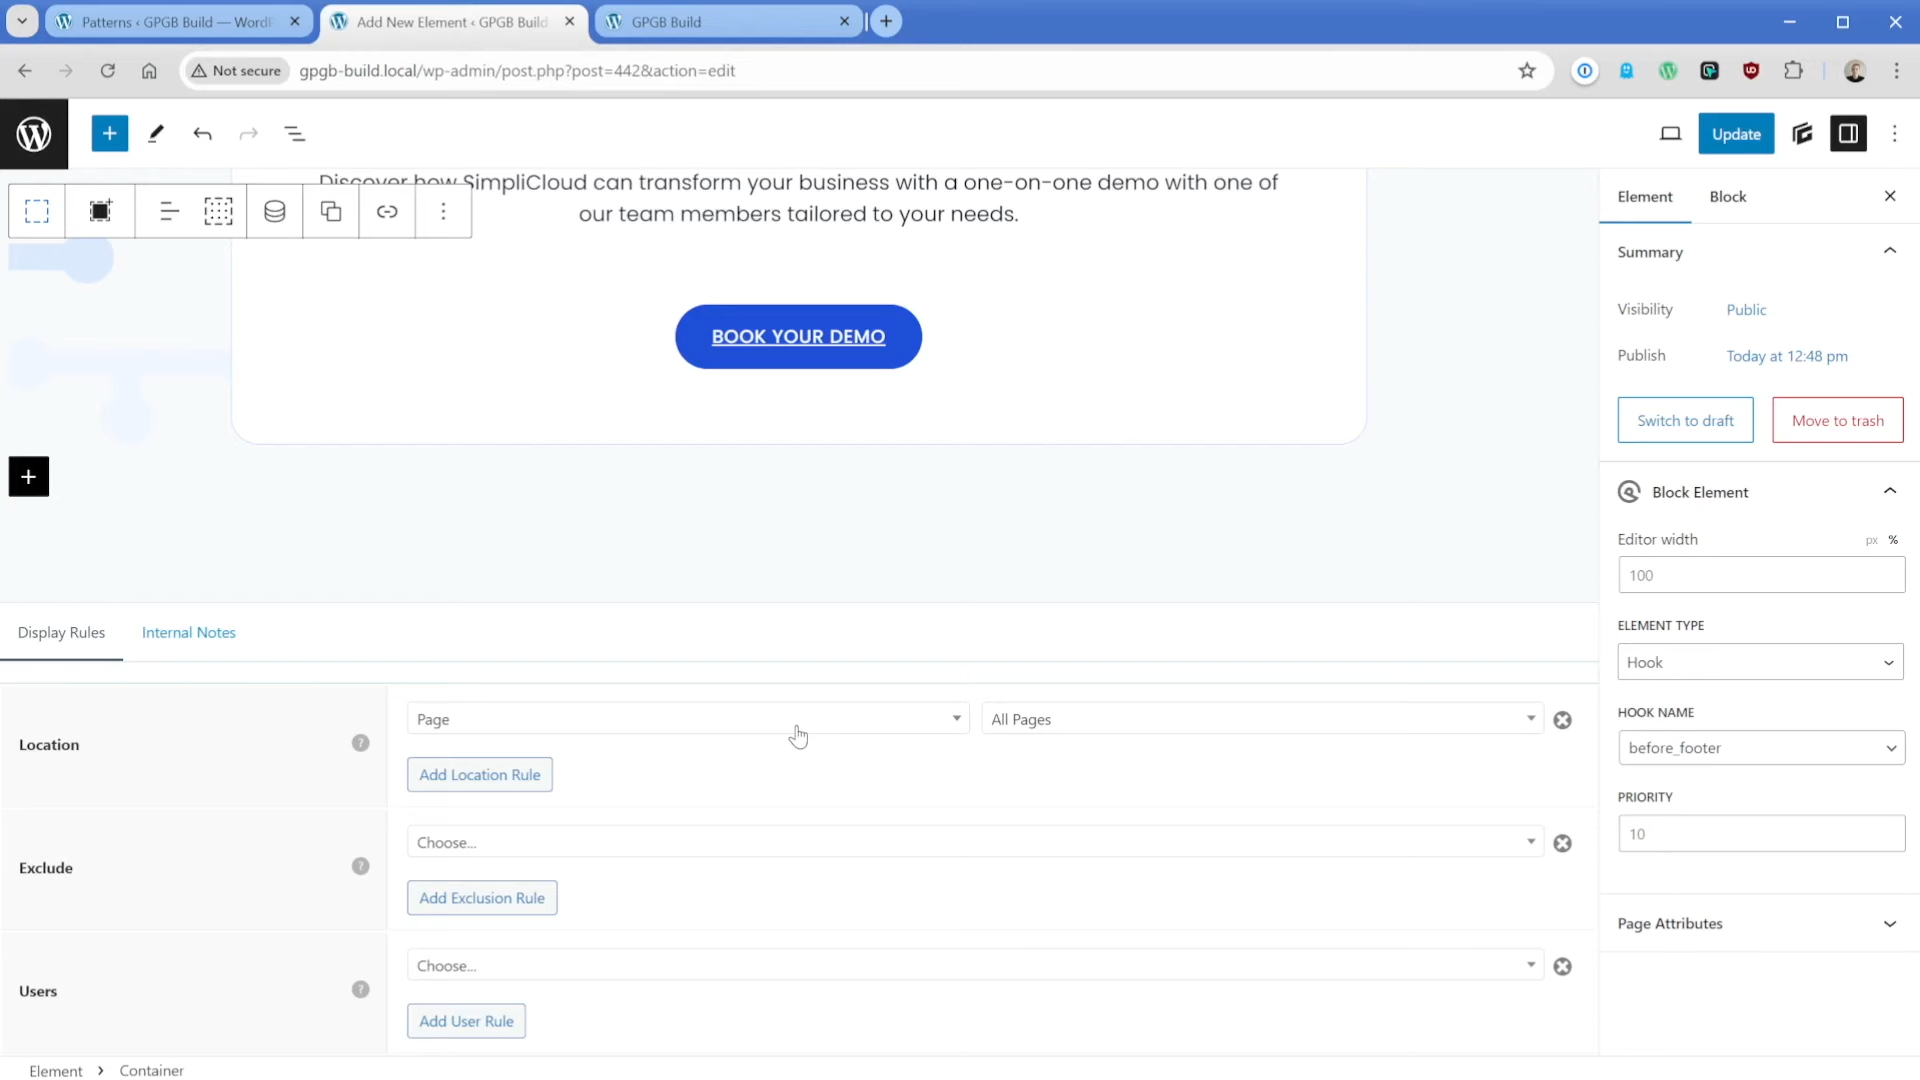 Patterns ‹ GPGB Build — WordP
Add New Element ‹ GPGB Build
GPGB Build
Not secure
gpgb-build.local/wp-admin/post.php?post=442&action=edit
Update
Discover how SimpliCloud can transform your business with a one-on-one demo with one of
our team members tailored to your needs.
BOOK YOUR DEMO
Element
Block
Summary
Visibility
Public
Publish
Today at 12:48 pm
Switch to draft
Move to trash
Block Element
Editor width
px
%
100
ELEMENT TYPE
Hook
HOOK NAME
before_footer
PRIORITY
10
Page Attributes
Display Rules
Internal Notes
Location
?
Page
All Pages
Add Location Rule
Exclude
?
Choose...
Add Exclusion Rule
Users
?
Choose...
Add User Rule
Element
Container